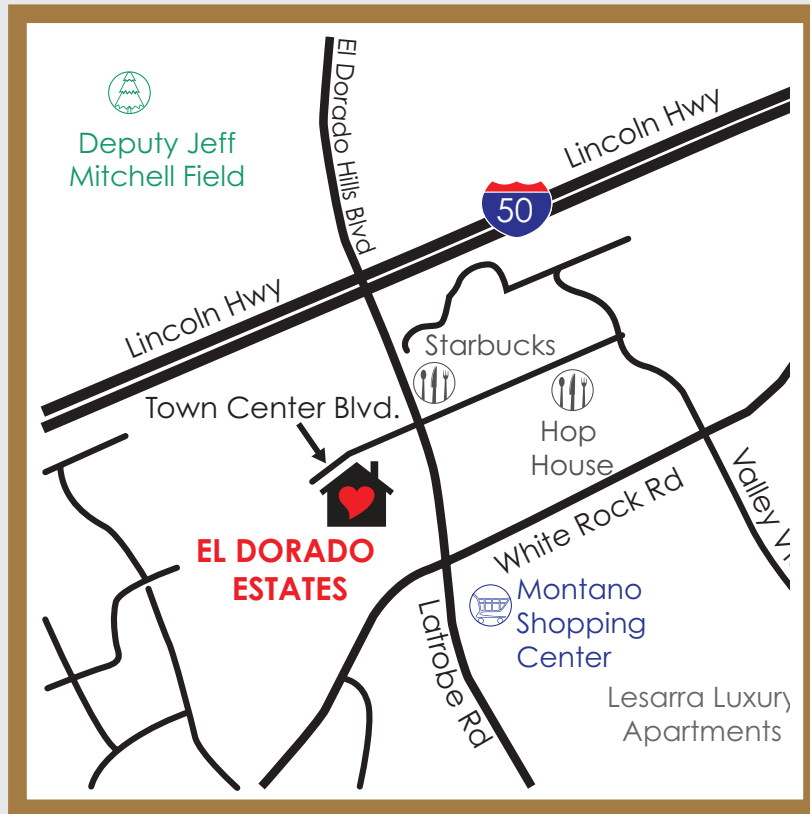 El Dorado Hills Blvd
Deputy Jeff
Mitchell Field
Lincoln Hwy
50
Lincoln Hwy
Starbucks
Town Center Blvd.
Hop
House
EL DORADO
ESTATES
White Rock Rd
Valley
Montano
Shopping
Center
Latrobe Rd
Lesarra Luxury
Apartments